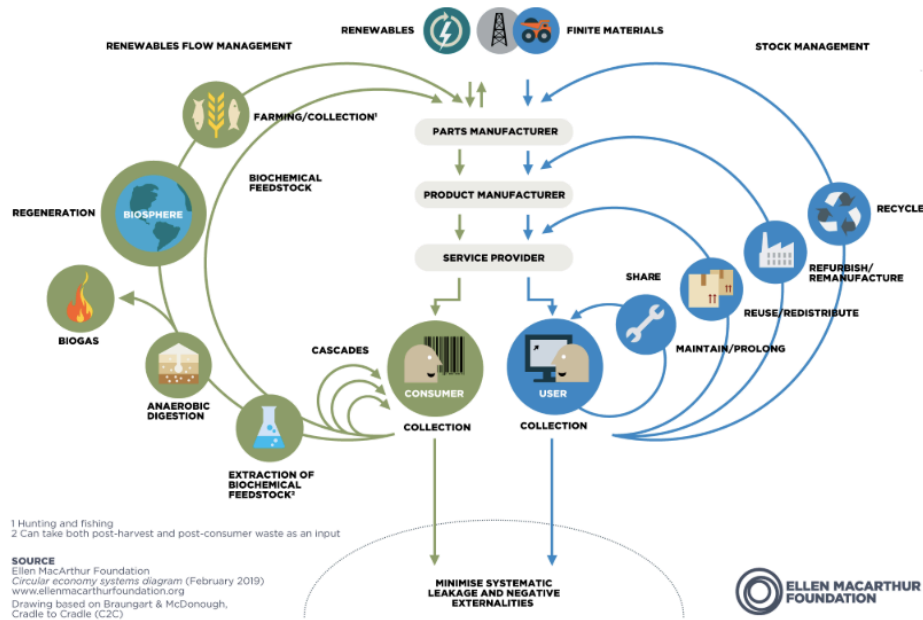 RENEWABLES
FINITE MATERIALS
RENEWABLES FLOW MANAGEMENT
STOCK MANAGEMENT
FARMING/COLLECTION¹
PARTS MANUFACTURER
BIOCHEMICAL
FEEDSTOCK
PRODUCT MANUFACTURER
REGENERATION
BIOSPHERE
RECYCLE
SERVICE PROVIDER
SHARE
REFURBISH/
REMANUFACTURE
REUSE/REDISTRIBUTE
BIOGAS
CASCADES
MAINTAIN/PROLONG
CONSUMER
USER
ANAEROBIC
DIGESTION
COLLECTION
COLLECTION
EXTRACTION OF
BIOCHEMICAL
FEEDSTOCK²
1 Hunting and fishing
2 Can take both post-harvest and post-consumer waste as an input
SOURCE
Ellen MacArthur Foundation
Circular economy systems diagram (February 2019)
www.ellenmacarthurfoundation.org
Drawing based on Braungart & McDonough,
Cradle to Cradle (C2C)
MINIMISE SYSTEMATIC
LEAKAGE AND NEGATIVE
EXTERNALITIES
ELLEN MACARTHUR
FOUNDATION